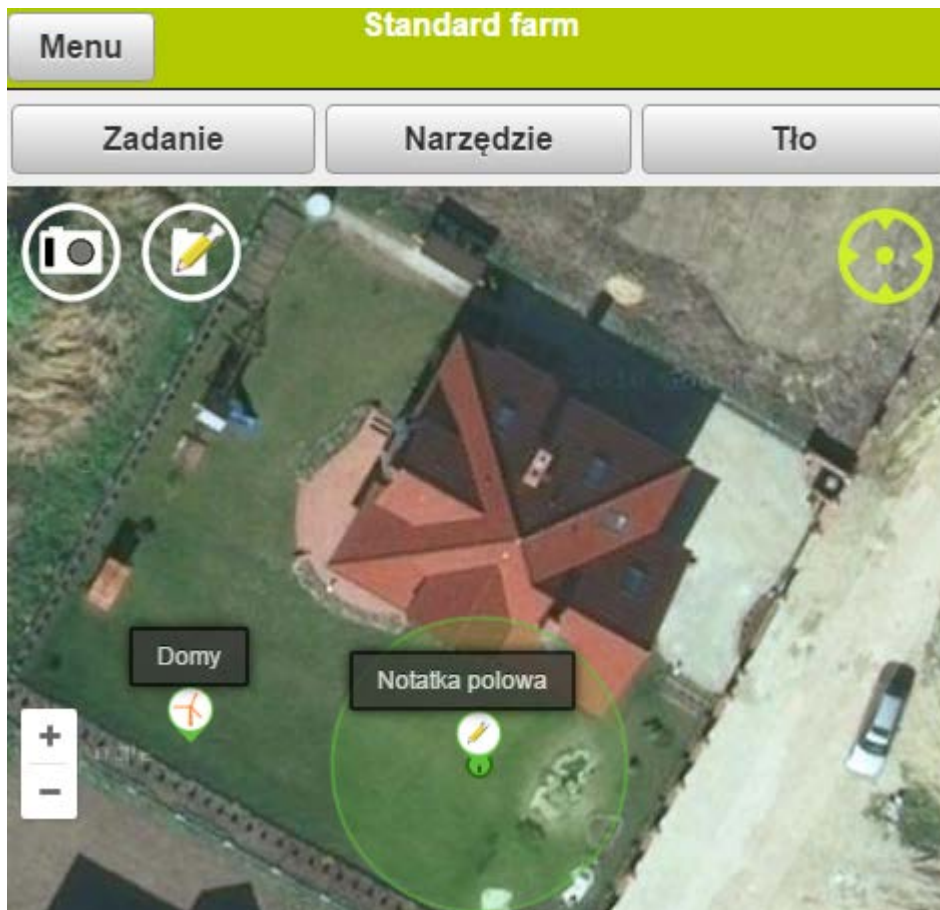 Standard farm
Menu
Zadanie
Narzędzie
Tło
Domy
Notatka polowa
+
−